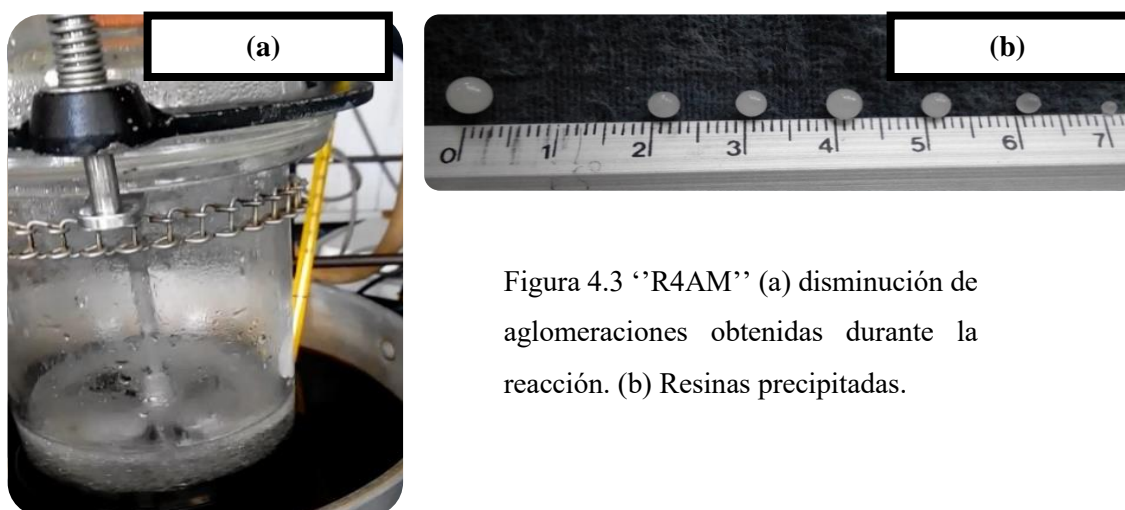 (a)
(b)
0 1 2 3 4 5 6 7
Figura 4.3 ‘’R4AM’’ (a) disminución de
aglomeraciones obtenidas durante la
reacción. (b) Resinas precipitadas.